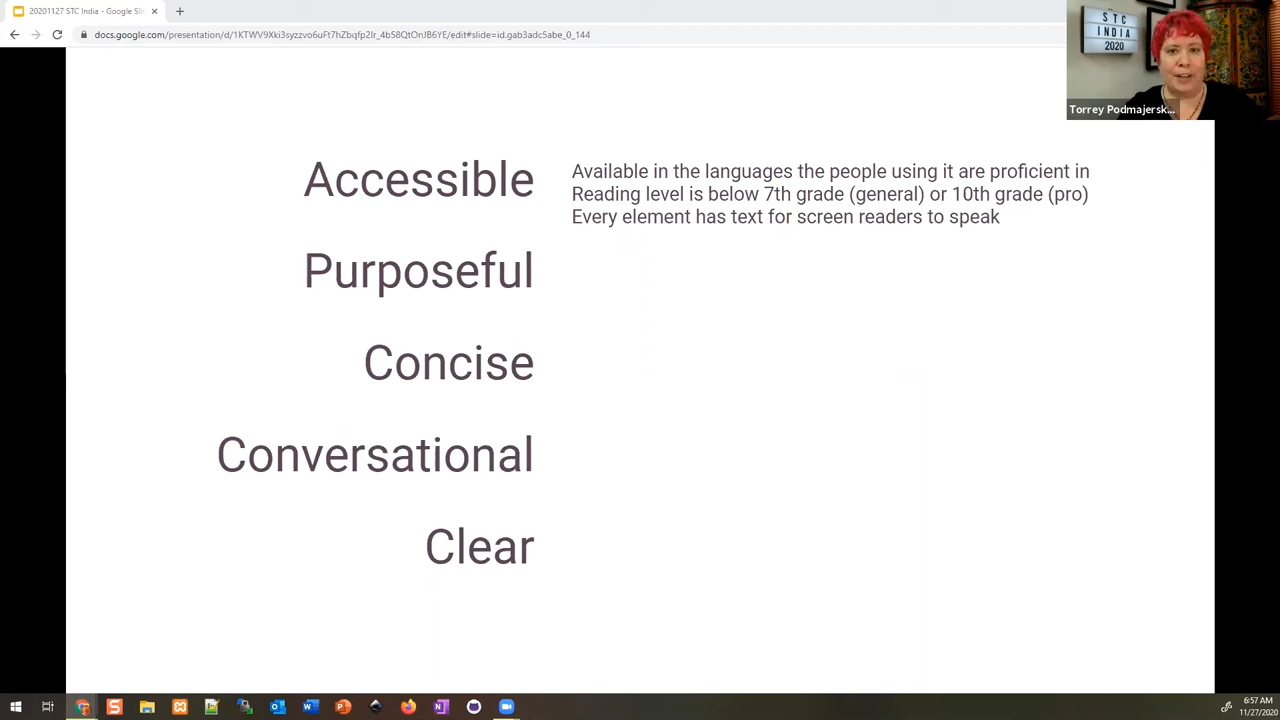 20201127 STC India - Google Sli
docs.google.com/presentation/d/1KTWV9Xki3syzzvo6uFt7hZbqfp2lr_4b58QtOnJB6YE/edit#slide=id.gab3adc5abe_0_144
STC
INDIA
2020
Torrey Podmajersk...
Accessible
Available in the languages the people using it are proficient in
Reading level is below 7th grade (general) or 10th grade (pro)
Every element has text for screen readers to speak
Purposeful
Concise
Conversational
Clear
6:57 AM
11/27/2020